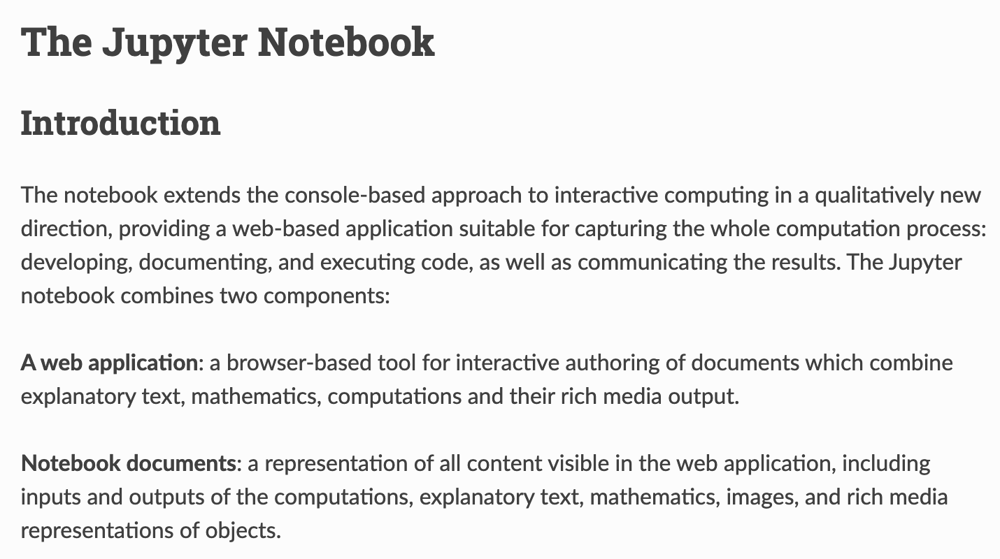 The Jupyter Notebook
Introduction
The notebook extends the console-based approach to interactive computing in a qualitatively new
direction, providing a web-based application suitable for capturing the whole computation process:
developing, documenting, and executing code, as well as communicating the results. The Jupyter
notebook combines two components:
A web application: a browser-based tool for interactive authoring of documents which combine
explanatory text, mathematics, computations and their rich media output.
Notebook documents: a representation of all content visible in the web application, including
inputs and outputs of the computations, explanatory text, mathematics, images, and rich media
representations of objects.